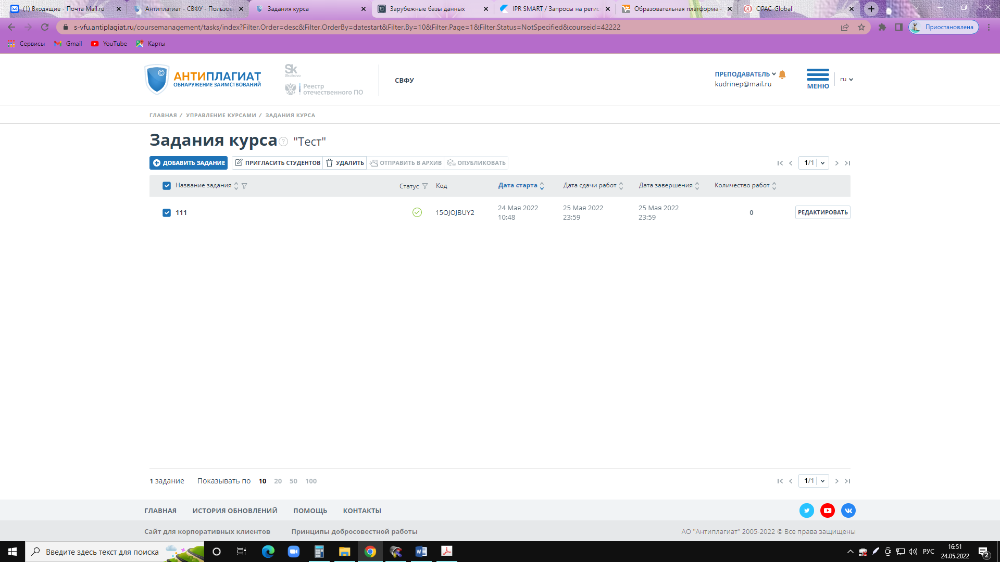 (1) Входящие - Почта Mail.ru
Антиплагиат - СВФУ - Пользов
Задания курса
Зарубежные базы данных
IPR SMART / Запросы на регис
Образовательная платформа
OPAC-Global
s-vfu.antiplagiat.ru/coursemanagement/tasks/index?Filter.Order=desc&Filter.OrderBy=datestart&Filter.By=10&Filter.Page=1&Filter.Status=NotSpecified&courseid=42222
Приостановлена
Сервисы
Gmail
YouTube
Карты
АНТИПЛАГИАТ
ОБНАРУЖЕНИЕ ЗАИМСТВОВАНИЙ
Sk
Skolkovo
Реестр
отечественного ПО
СВФУ
ПРЕПОДАВАТЕЛЬ
kudrinep@mail.ru
МЕНЮ
ru
ГЛАВНАЯ / УПРАВЛЕНИЕ КУРСАМИ / ЗАДАНИЯ КУРСА
Задания курса ? "Тест"
ДОБАВИТЬ ЗАДАНИЕ ПРИГЛАСИТЬ СТУДЕНТОВ УДАЛИТЬ ОТПРАВИТЬ В АРХИВ ОПУБЛИКОВАТЬ 1/1
Название задания Статус Код Дата старта Дата сдачи работ Дата завершения Количество работ
111 15OJOJBUY2 24 Мая 2022 10:48 25 Мая 2022 23:59 25 Мая 2022 23:59 0 РЕДАКТИРОВАТЬ
1 задание Показывать по 10 20 50 100 1/1
ГЛАВНАЯ ИСТОРИЯ ОБНОВЛЕНИЙ ПОМОЩЬ КОНТАКТЫ
Сайт для корпоративных клиентов Принципы добросовестной работы АО "Антиплагиат" 2005-2022 © Все права защищены
Введите здесь текст для поиска
РУС
16:51
24.05.2022
2